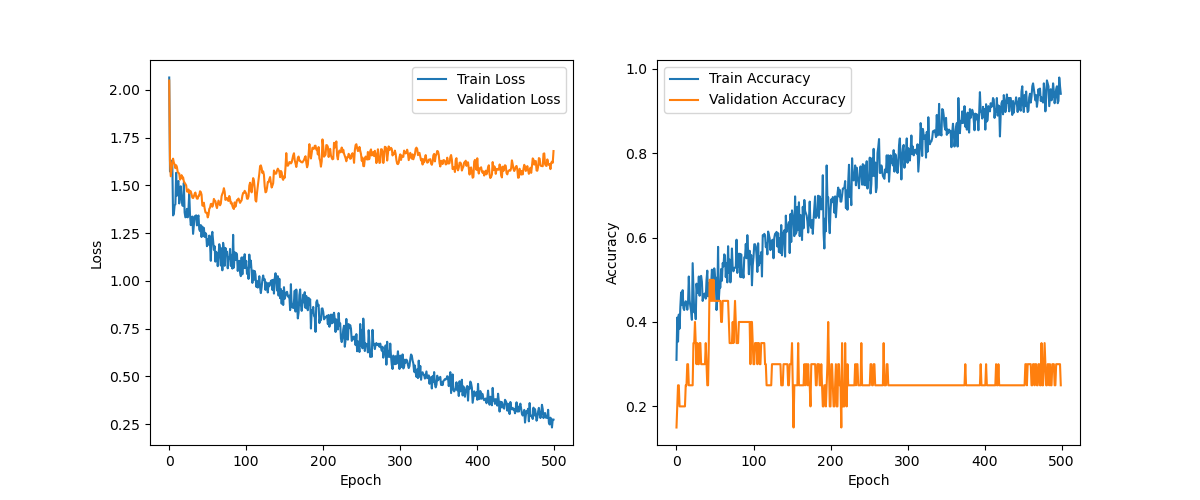 Train Loss
Validation Loss
2.00
1.75
1.50
1.25
1.00
0.75
0.50
0.25
Loss
0 100 200 300 400 500
Epoch
Train Accuracy
Validation Accuracy
1.0
0.8
0.6
0.4
0.2
Accuracy
0 100 200 300 400 500
Epoch